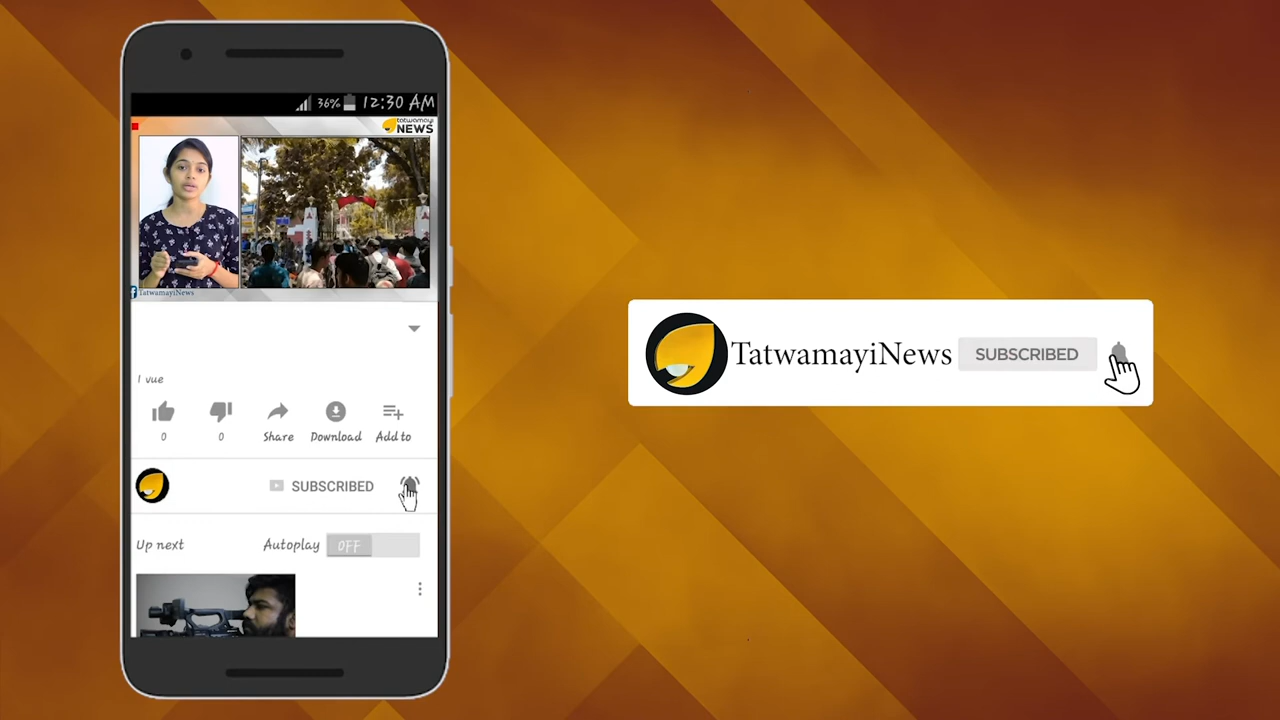 36% 12:30 AM
tatwamayi
NEWS
TatwamayiNews
1 vue
0 0 Share Download Add to
SUBSCRIBED
Up next Autoplay OFF
TatwamayiNews SUBSCRIBED